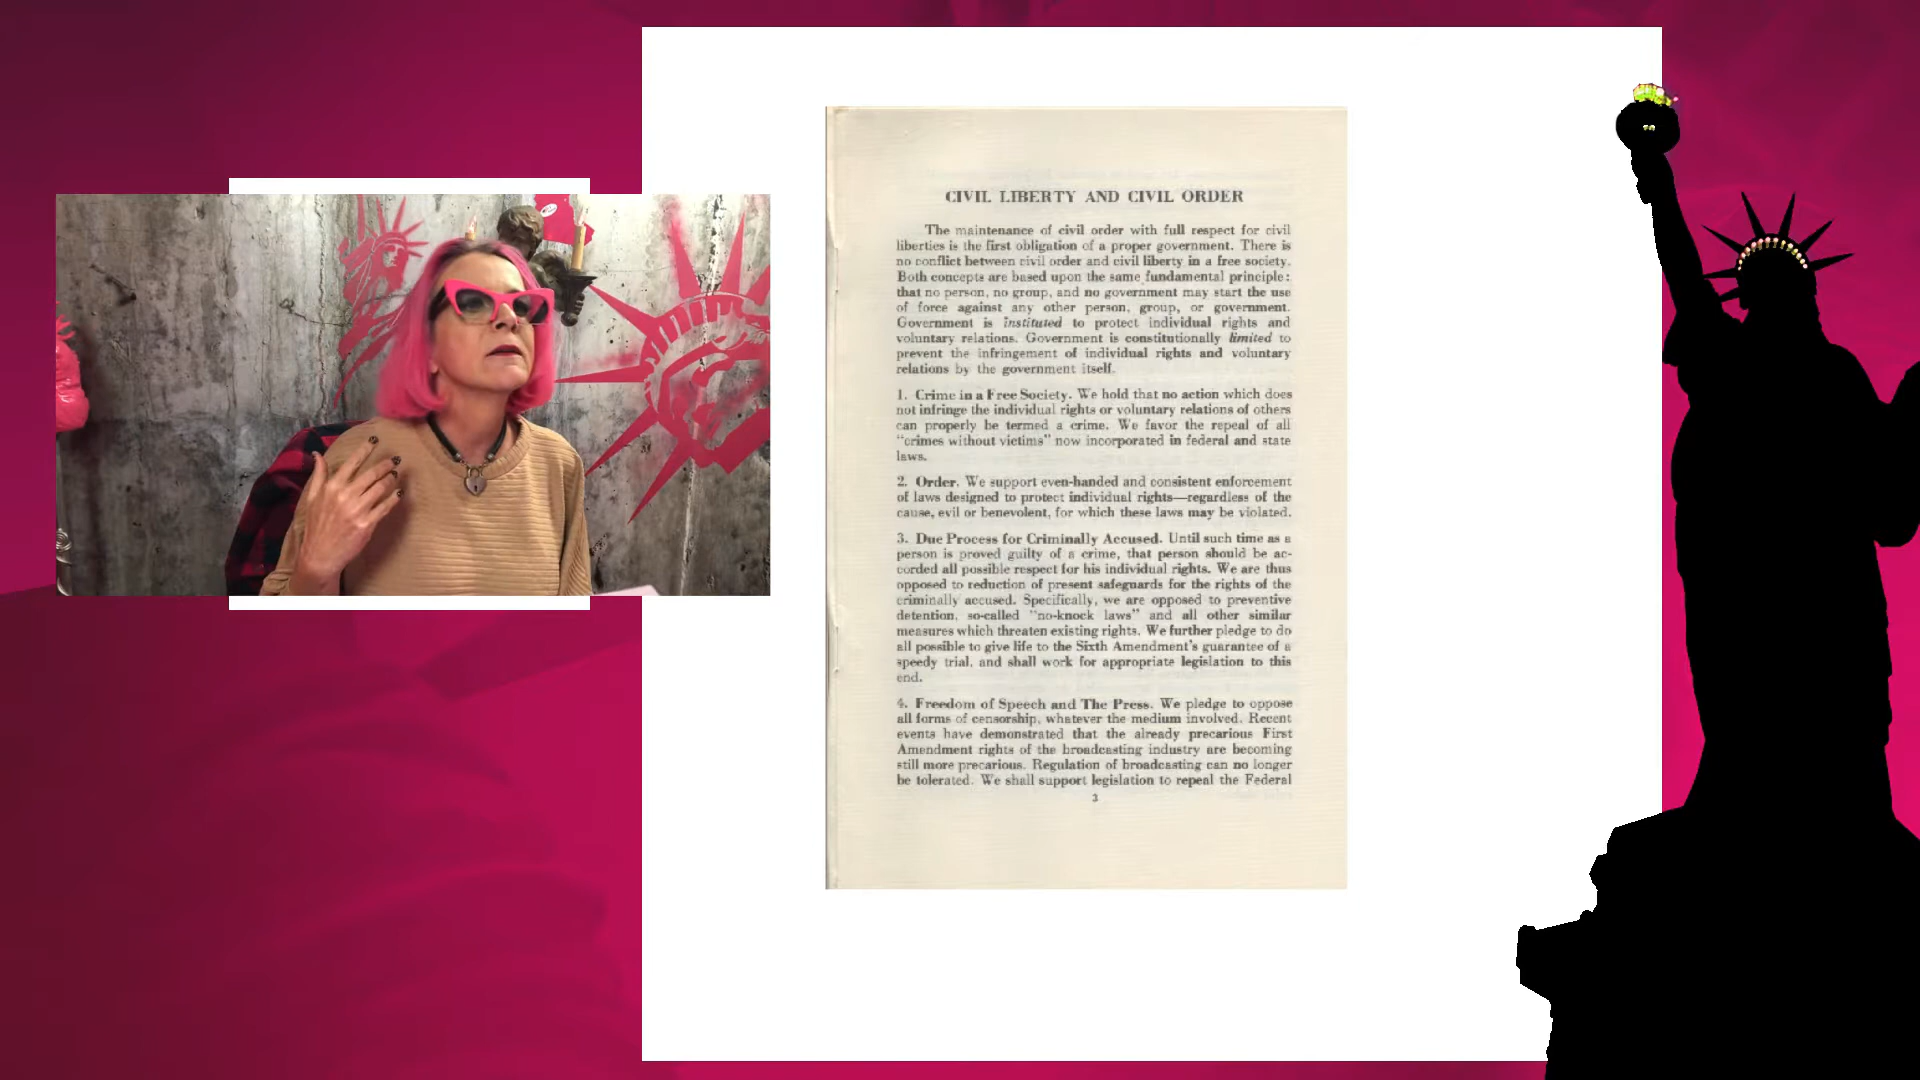 CIVIL LIBERTY AND CIVIL ORDER
The maintenance of civil order with full respect for civil
liberties is the first obligation of a proper government. There is
no conflict between civil order and civil liberty in a free society.
Both concepts are based upon the same fundamental principle:
that no person, no group, and no government may start the use
of force against any other person, group, or government.
Government is instituted to protect individual rights and
voluntary relations. Government is constitutionally limited to
prevent the infringement of individual rights and voluntary
relations by the government itself.
1. Crime in a Free Society. We hold that no action which does
not infringe the individual rights or voluntary relations of others
can properly be termed a crime. We favor the repeal of all
“crimes without victims” now incorporated in federal and state
laws.
2. Order. We support even-handed and consistent enforcement
of laws designed to protect individual rights—regardless of the
cause, evil or benevolent, for which these laws may be violated.
3. Due Process for Criminally Accused. Until such time as a
person is proved guilty of a crime, that person should be ac-
corded all possible respect for his individual rights. We are thus
opposed to reduction of present safeguards for the rights of the
criminally accused. Specifically, we are opposed to preventive
detention, so-called “no-knock laws” and all other similar
measures which threaten existing rights. We further pledge to do
all possible to give life to the Sixth Amendment's guarantee of a
speedy trial, and shall work for appropriate legislation to this
end.
4. Freedom of Speech and The Press. We pledge to oppose
all forms of censorship, whatever the medium involved. Recent
events have demonstrated that the already precarious First
Amendment rights of the broadcasting industry are becoming
still more precarious. Regulation of broadcasting can no longer
be tolerated. We shall support legislation to repeal the Federal
3